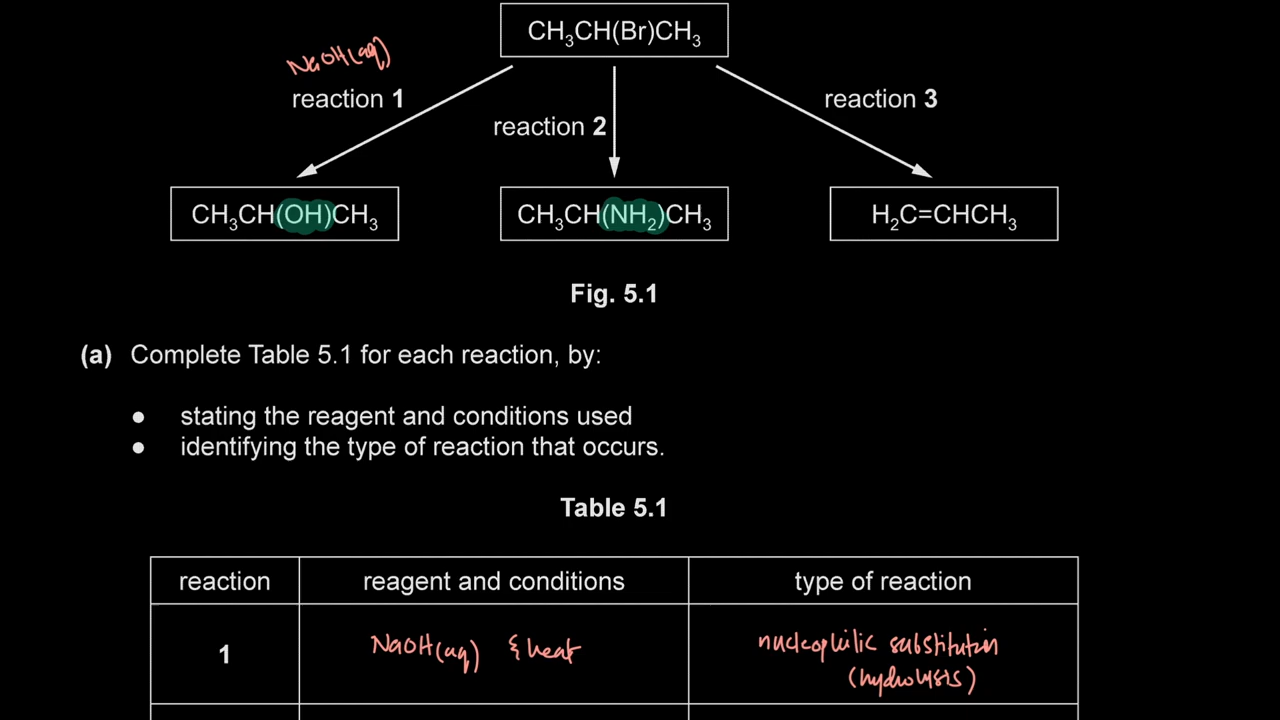 CH₃CH(Br)CH₃
NaOH(aq)
reaction 1
reaction 2
reaction 3
CH₃CH(OH)CH₃
CH₃CH(NH₂)CH₃
H₂C=CHCH₃
Fig. 5.1
(a) Complete Table 5.1 for each reaction, by:
● stating the reagent and conditions used
● identifying the type of reaction that occurs.
Table 5.1
reaction reagent and conditions type of reaction
1 NaOH(aq) & heat nucleophilic substitution
(hydrolysis)